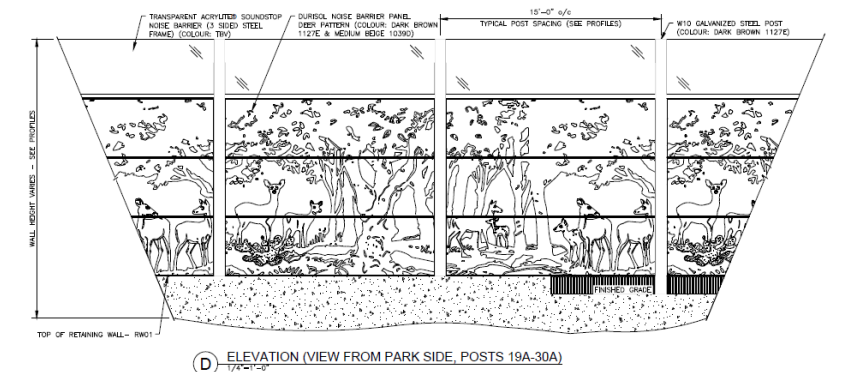 TRANSPARENT ACRYLITE® SOUNDSTOP
NOISE BARRIER (3 SIDED STEEL
FRAME) (COLOUR: TBV)
DURISOL NOISE BARRIER PANEL
DEER PATTERN (COLOUR: DARK BROWN
1127E & MEDIUM BEIGE 1039D)
15'-0" o/c
TYPICAL POST SPACING (SEE PROFILES)
W10 GALVANIZED STEEL POST
(COLOUR: DARK BROWN 1127E)
WALL HEIGHT VARIES - SEE PROFILES
FINISHED GRADE
TOP OF RETAINING WALL- RW01
D
ELEVATION (VIEW FROM PARK SIDE, POSTS 19A-30A)
1/4"-1'-0"